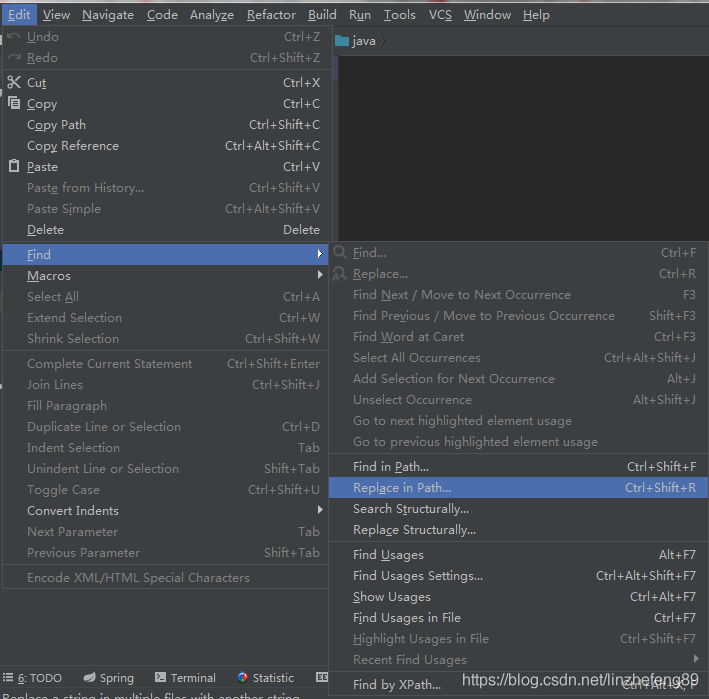 Edit View Navigate Code Analyze Refactor Build Run Tools VCS Window Help
java
Undo Ctrl+Z
Redo Ctrl+Shift+Z
Cut Ctrl+X
Copy Ctrl+C
Copy Path Ctrl+Shift+C
Copy Reference Ctrl+Alt+Shift+C
Paste Ctrl+V
Paste from History... Ctrl+Shift+V
Paste Simple Ctrl+Alt+Shift+V
Delete Delete
Find
Macros
Select All Ctrl+A
Extend Selection Ctrl+W
Shrink Selection Ctrl+Shift+W
Complete Current Statement Ctrl+Shift+Enter
Join Lines Ctrl+Shift+J
Fill Paragraph
Duplicate Line or Selection Ctrl+D
Indent Selection Tab
Unindent Line or Selection Shift+Tab
Toggle Case Ctrl+Shift+U
Convert Indents
Next Parameter Tab
Previous Parameter Shift+Tab
Encode XML/HTML Special Characters
Find... Ctrl+F
Replace... Ctrl+R
Find Next / Move to Next Occurrence F3
Find Previous / Move to Previous Occurrence Shift+F3
Find Word at Caret Ctrl+F3
Select All Occurrences Ctrl+Alt+Shift+J
Add Selection for Next Occurrence Alt+J
Unselect Occurrence Alt+Shift+J
Go to next highlighted element usage
Go to previous highlighted element usage
Find in Path... Ctrl+Shift+F
Replace in Path... Ctrl+Shift+R
Search Structurally...
Replace Structurally...
Find Usages Alt+F7
Find Usages Settings... Ctrl+Alt+Shift+F7
Show Usages Ctrl+Alt+F7
Find Usages in File Ctrl+F7
Highlight Usages in File Ctrl+Shift+F7
Recent Find Usages
Find by XPath... Ctrl+Alt+X, F
https://blog.csdn.net/linzhefeng89
6: TODO Spring Terminal Statistic
Replace a string in multiple files with another string